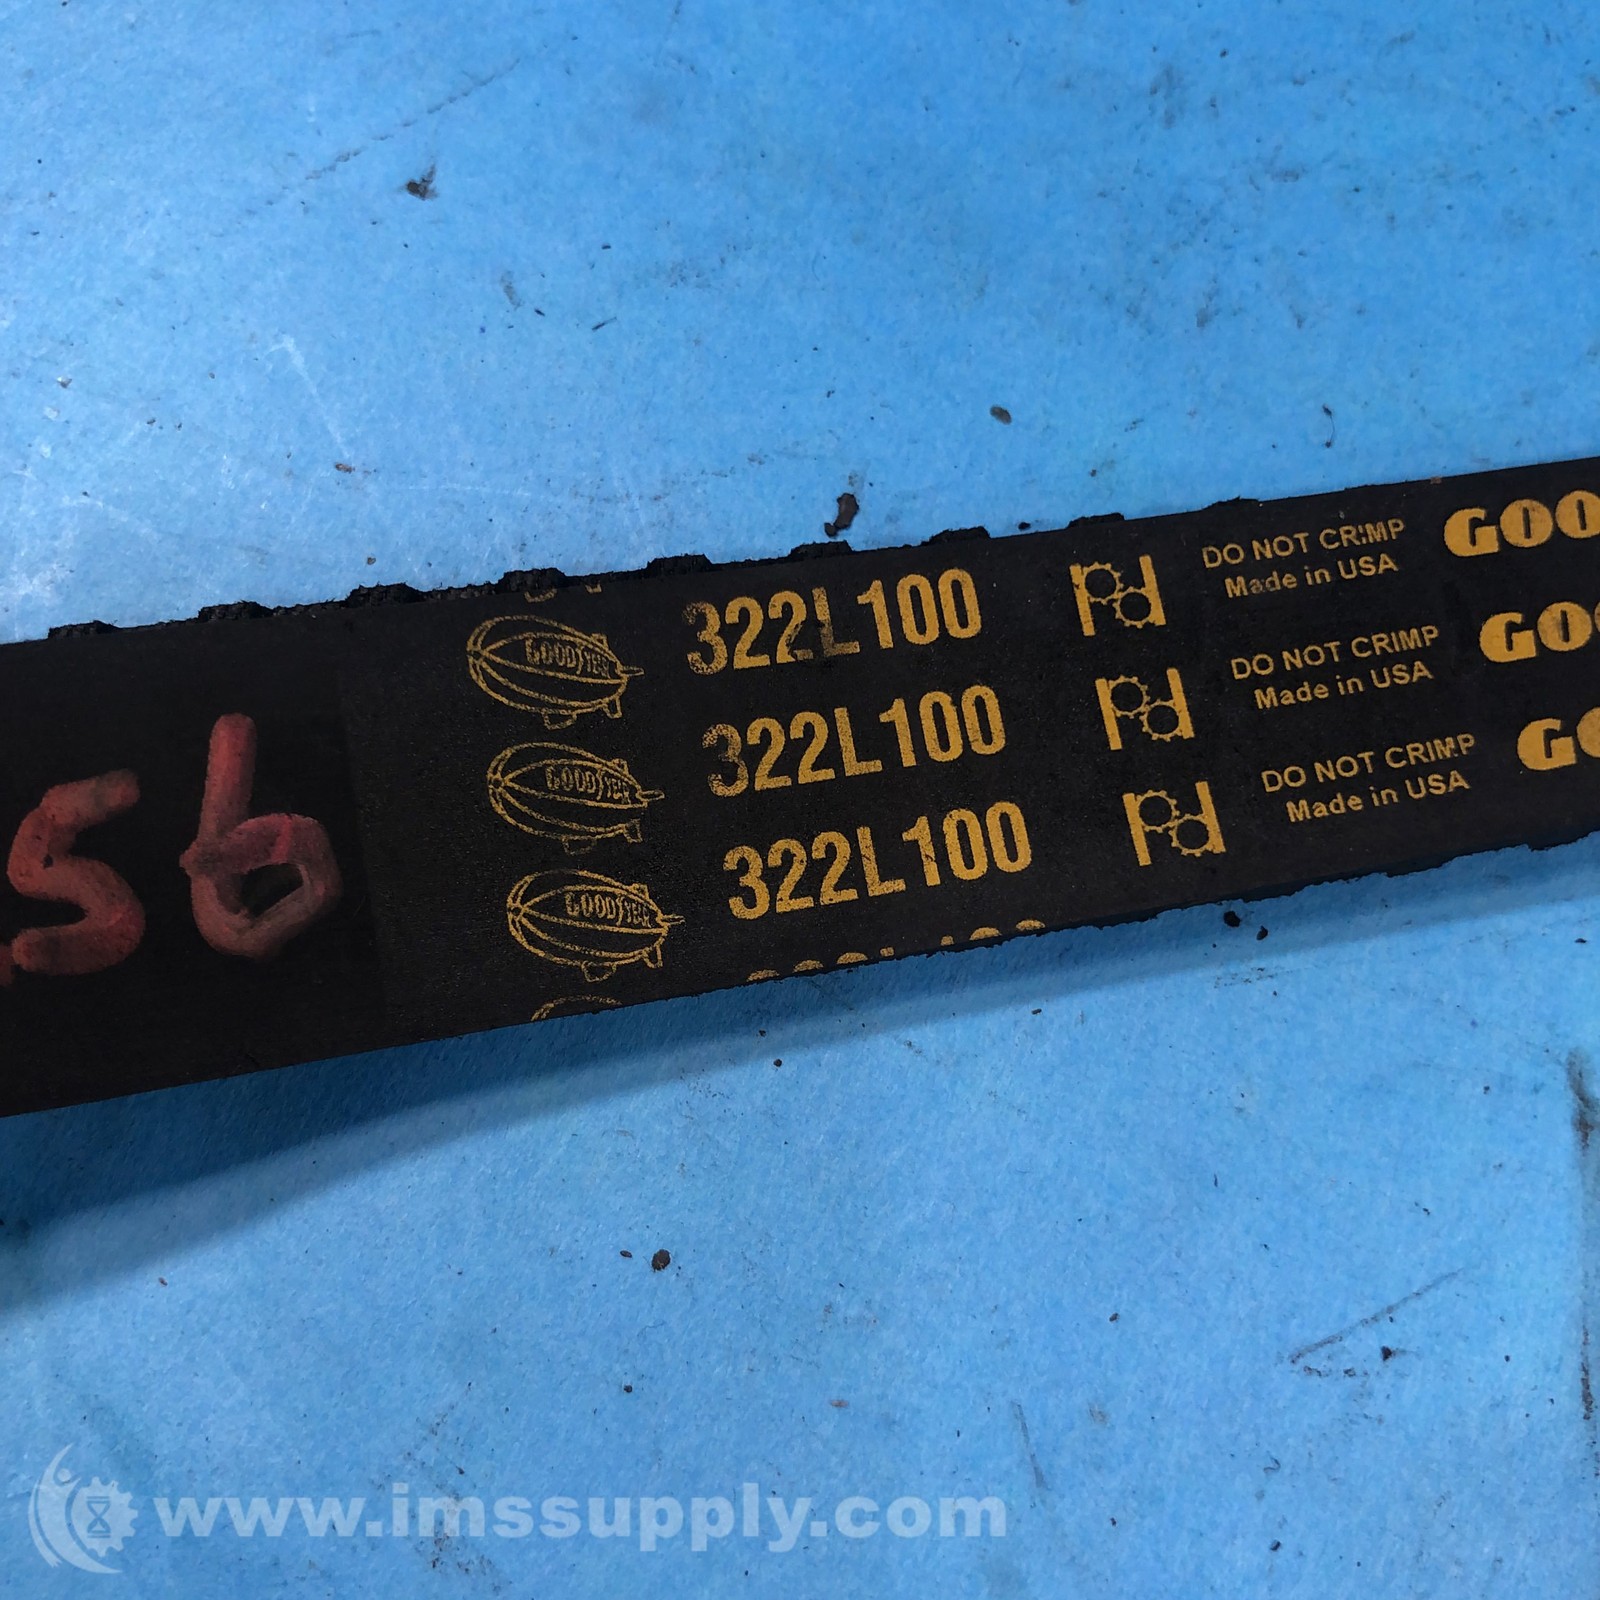 GOODYEAR 322L100 DO NOT CRIMP
Made in USA
GOO
GOODYEAR 322L100 DO NOT CRIMP
Made in USA
GOO
GOODYEAR 322L100 DO NOT CRIMP
Made in USA
GO
.56
www.imssupply.com